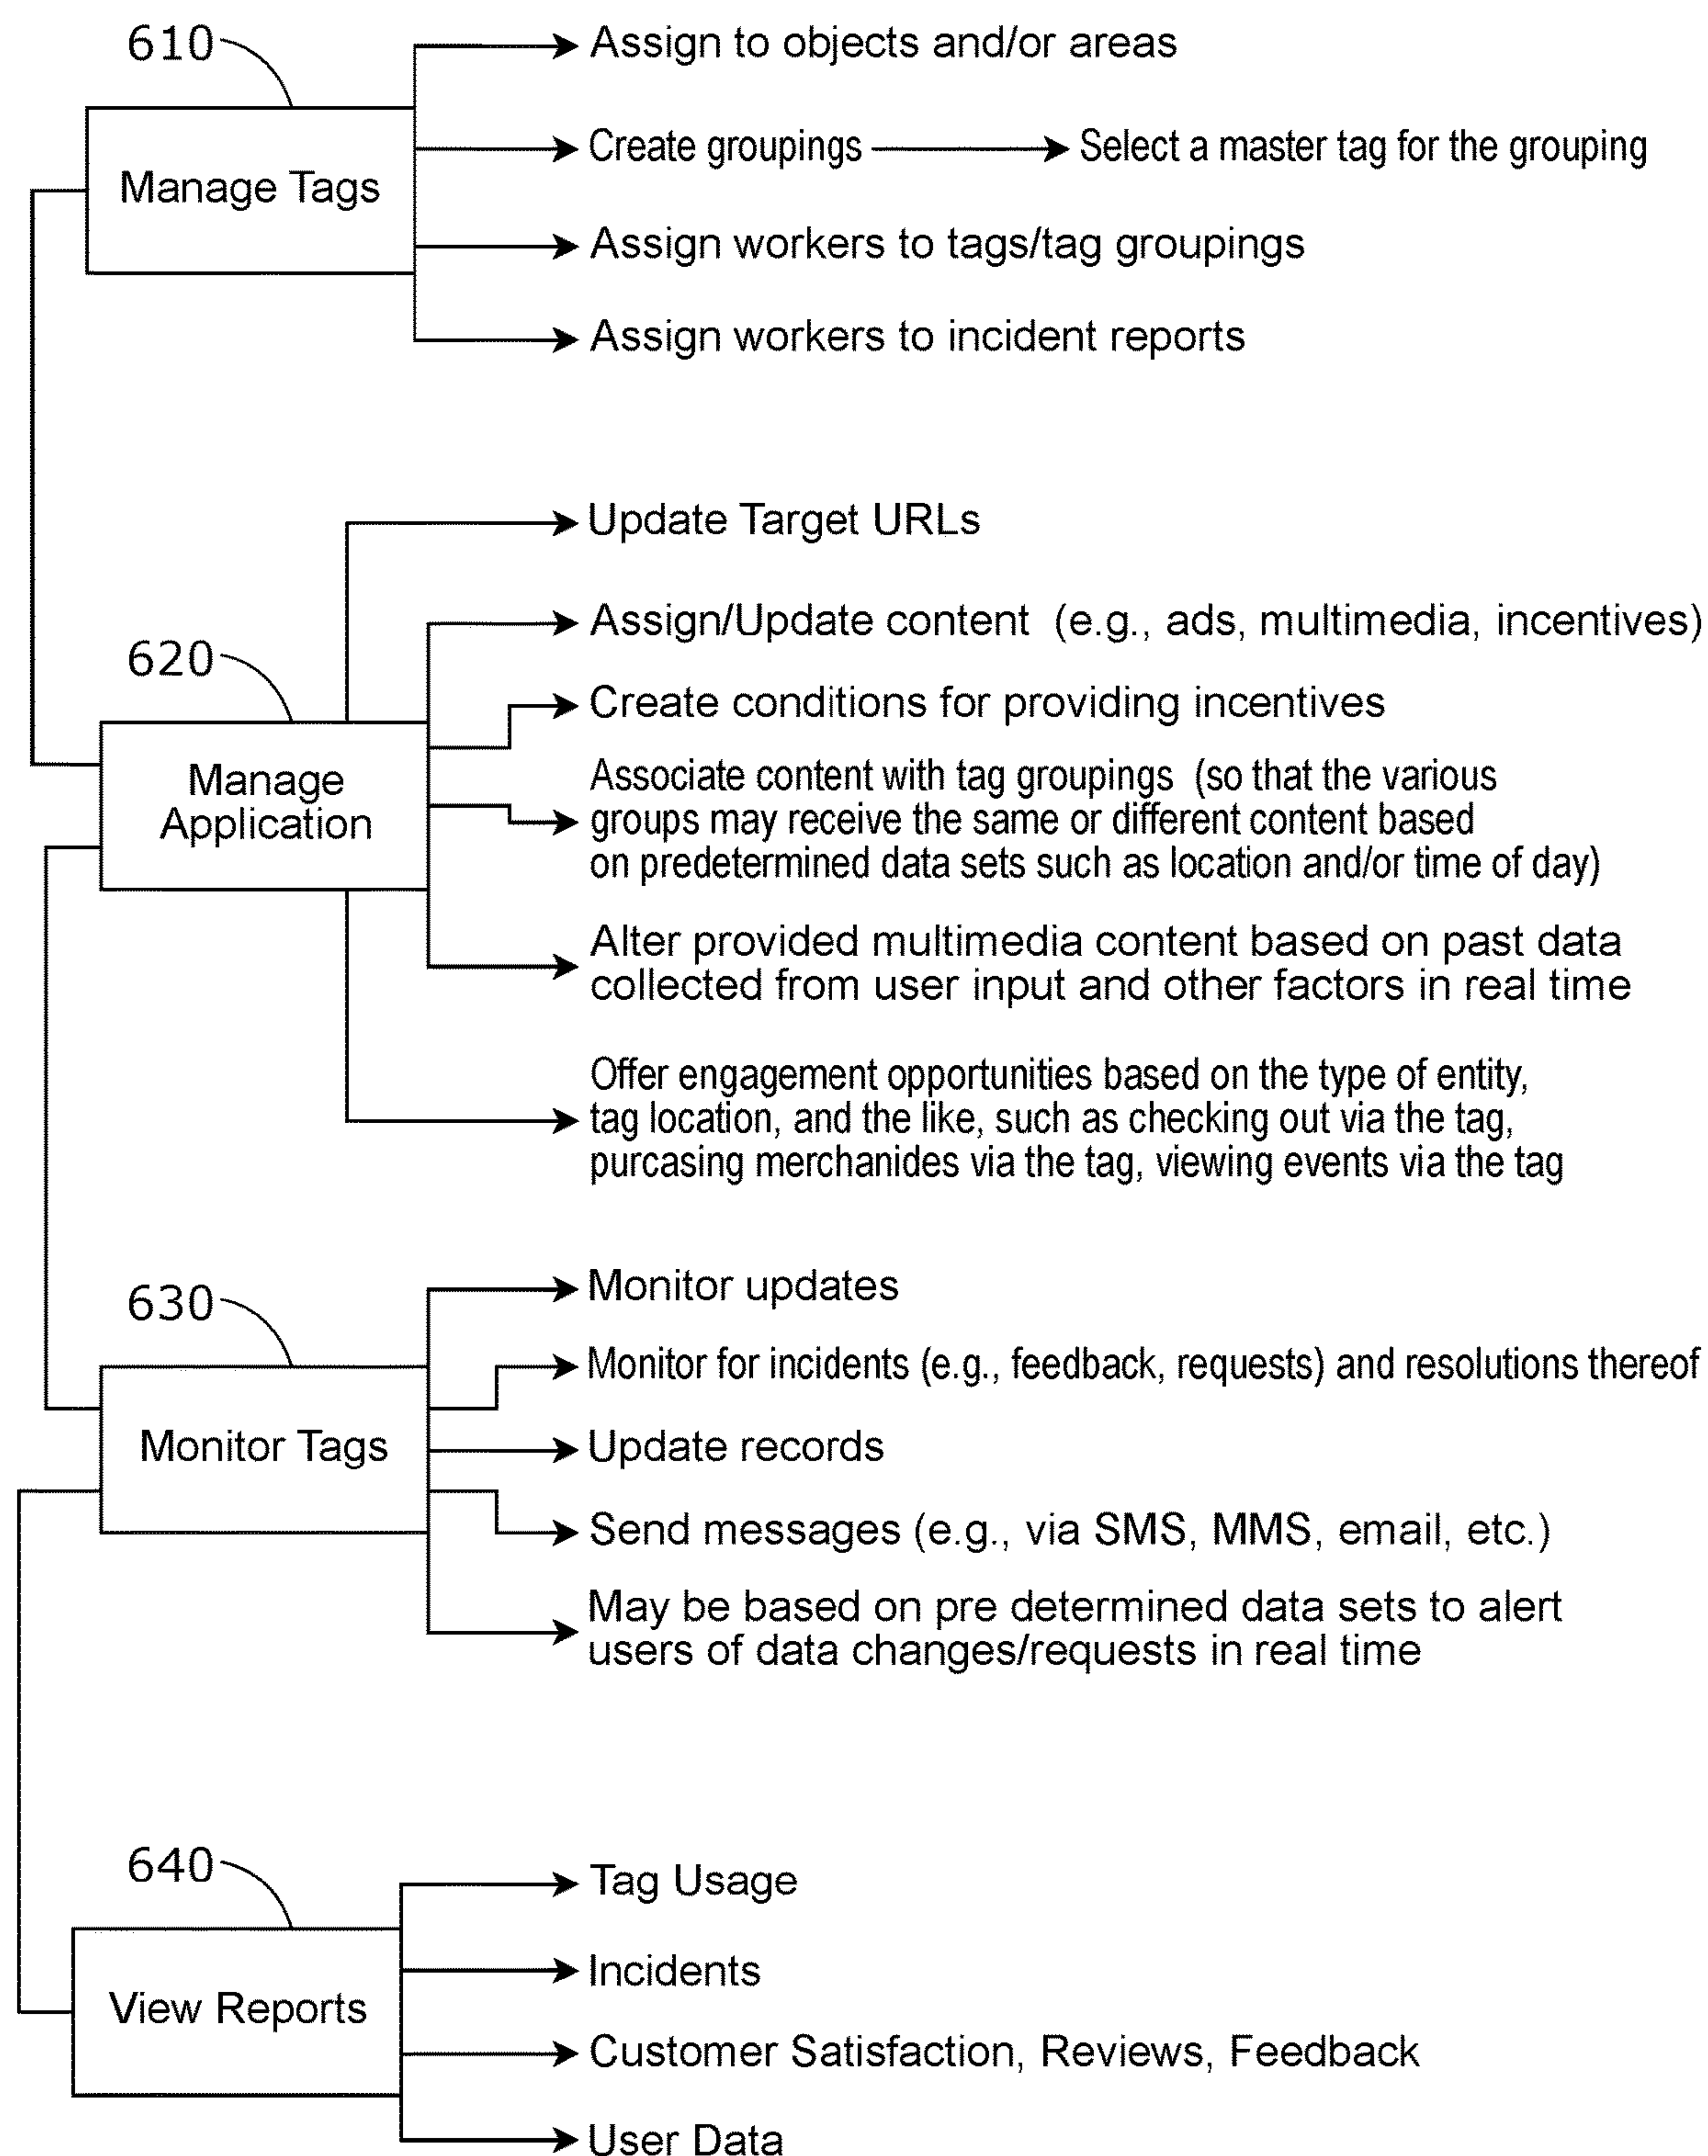 610
Assign to objects and/or areas
Create groupings
Select a master tag for the grouping
Manage Tags
Assign workers to tags/tag groupings
Assign workers to incident reports
Update Target URLs
Assign/Update content (e.g., ads, multimedia, incentives)
620
Create conditions for providing incentives
Manage
Application
Associate content with tag groupings (so that the various
groups may receive the same or different content based
on predetermined data sets such as location and/or time of day)
Alter provided multimedia content based on past data
collected from user input and other factors in real time
Offer engagement opportunities based on the type of entity,
tag location, and the like, such as checking out via the tag,
purcasing merchanides via the tag, viewing events via the tag
630
Monitor updates
Monitor for incidents (e.g., feedback, requests) and resolutions thereof
Monitor Tags
Update records
Send messages (e.g., via SMS, MMS, email, etc.)
May be based on pre determined data sets to alert
users of data changes/requests in real time
640
Tag Usage
Incidents
View Reports
Customer Satisfaction, Reviews, Feedback
User Data